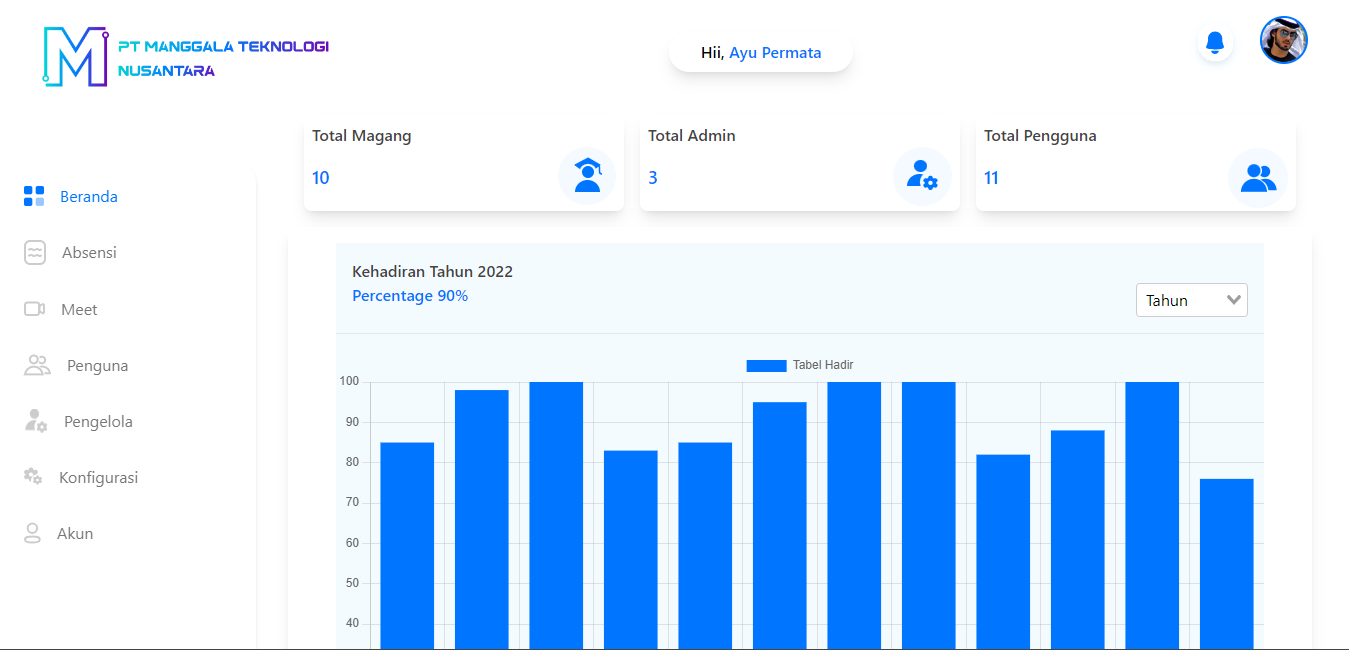 PT MANGGALA TEKNOLOGI
NUSANTARA
Hii, Ayu Permata
Total Magang
10
Total Admin
3
Total Pengguna
11
Beranda
Absensi
Meet
Penguna
Pengelola
Konfigurasi
Akun
Kehadiran Tahun 2022
Percentage 90%
Tahun
Tabel Hadir
100
90
80
70
60
50
40